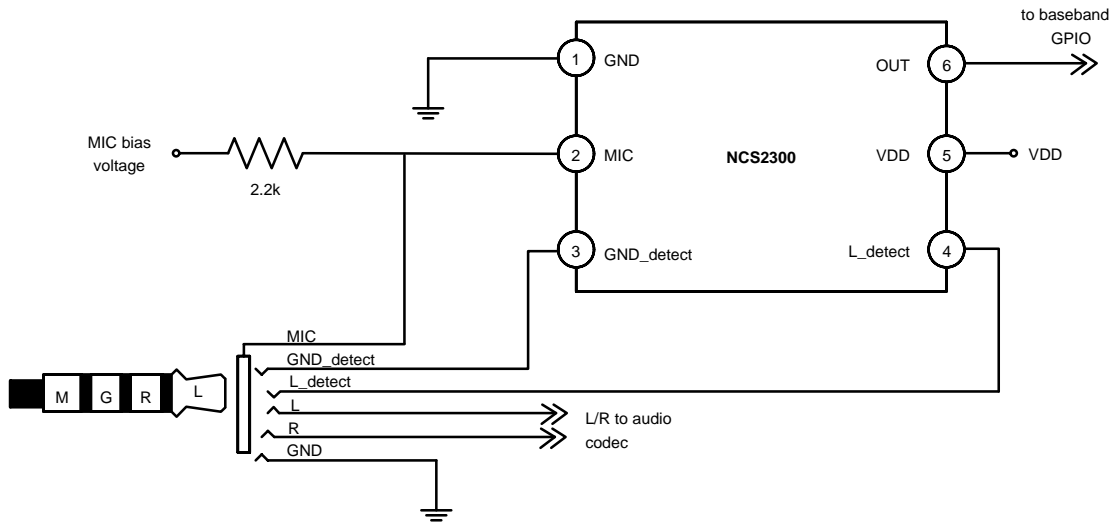 to baseband
GPIO
1
GND
OUT
6
MIC bias
voltage
2.2k
2
MIC
NCS2300
VDD
5
VDD
3
GND_detect
L_detect
4
MIC
GND_detect
L_detect
L
R
GND
L/R to audio
codec
M
G
R
L